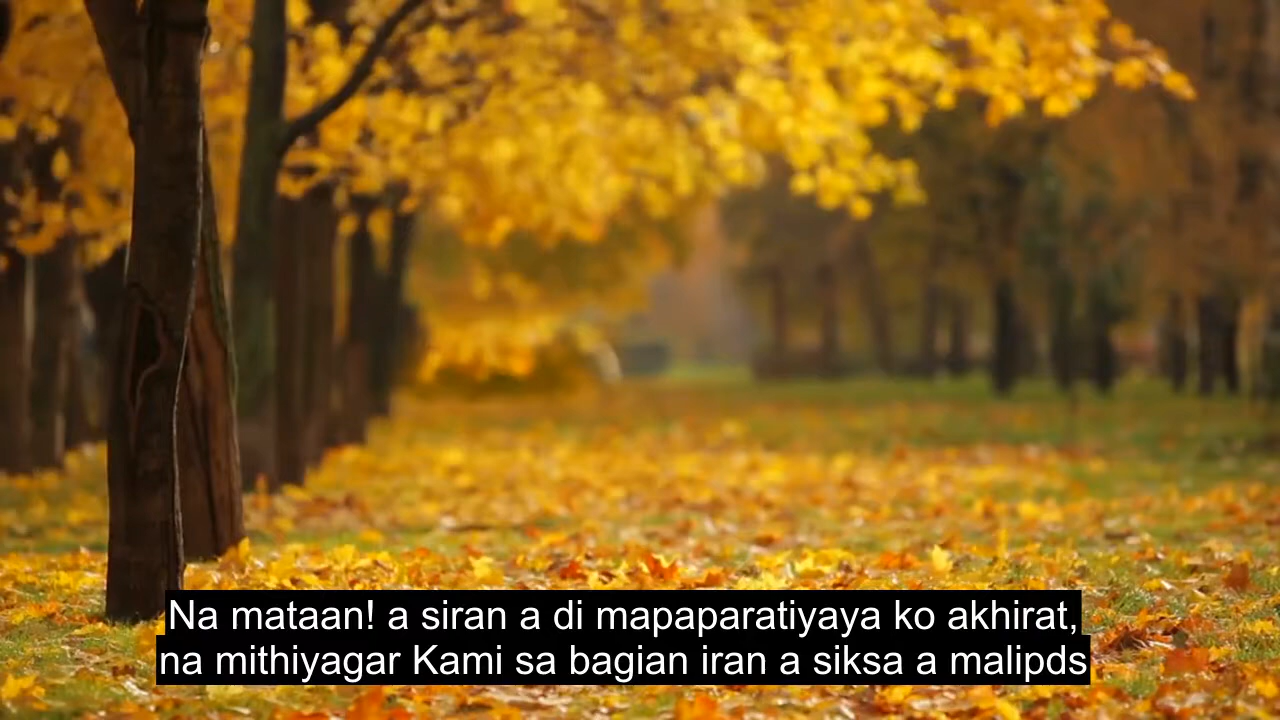 Na mataan! a siran a di mapaparatiyaya ko akhirat,
na mithiyagar Kami sa bagian iran a siksa a malipds